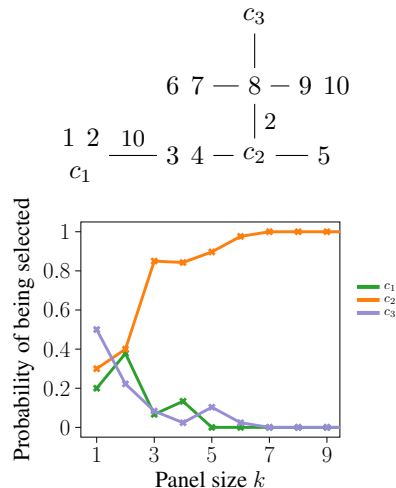 c₃
6 7 8 9 10
2
1 2 10
3 4 c₂ 5
c₁
Probability of being selected
1
0.8
0.6
0.4
0.2
0
1 3 5 7 9
Panel size k
c₁
c₂
c₃